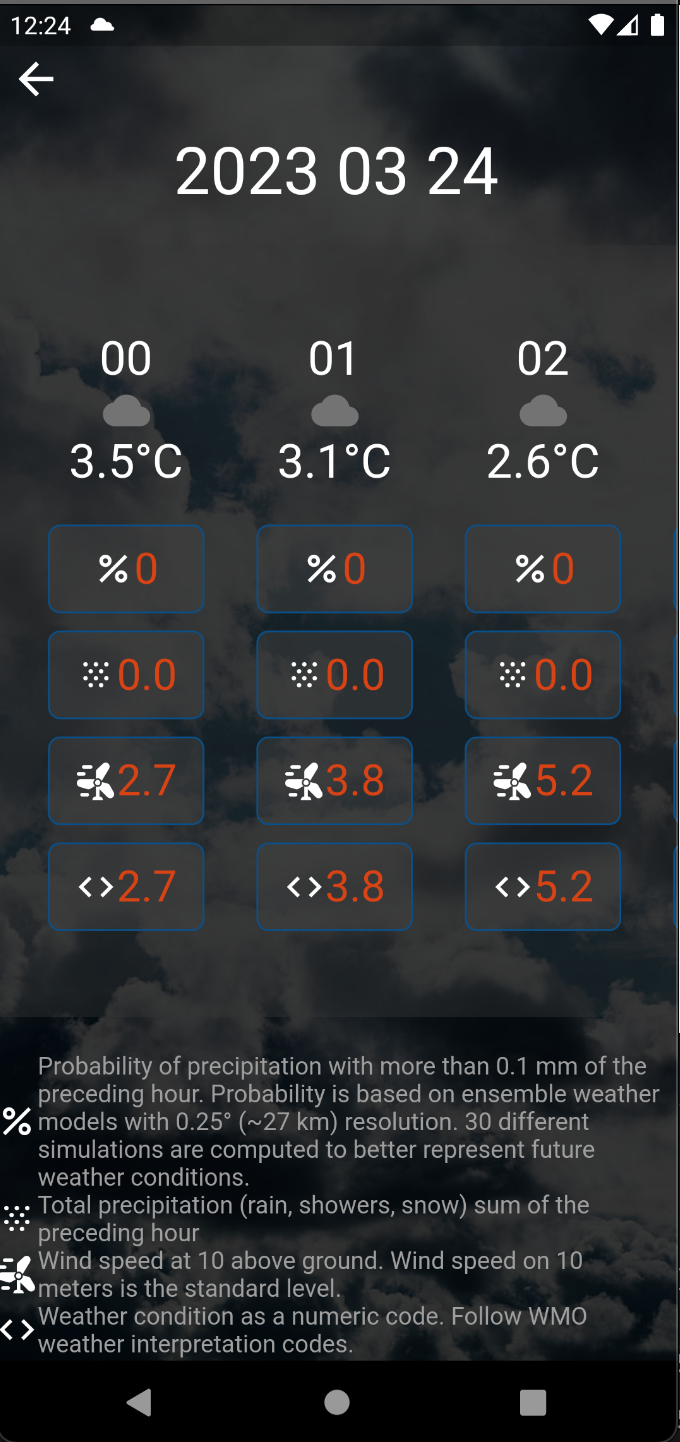 12:24
2023 03 24
00 01 02
3.5°C 3.1°C 2.6°C
%0 %0 %0
0.0 0.0 0.0
2.7 3.8 5.2
<>2.7 <>3.8 <>5.2
Probability of precipitation with more than 0.1 mm of the
preceding hour. Probability is based on ensemble weather
% models with 0.25° (~27 km) resolution. 30 different
simulations are computed to better represent future
weather conditions.
Total precipitation (rain, showers, snow) sum of the
preceding hour
Wind speed at 10 above ground. Wind speed on 10
meters is the standard level.
<> Weather condition as a numeric code. Follow WMO
weather interpretation codes.